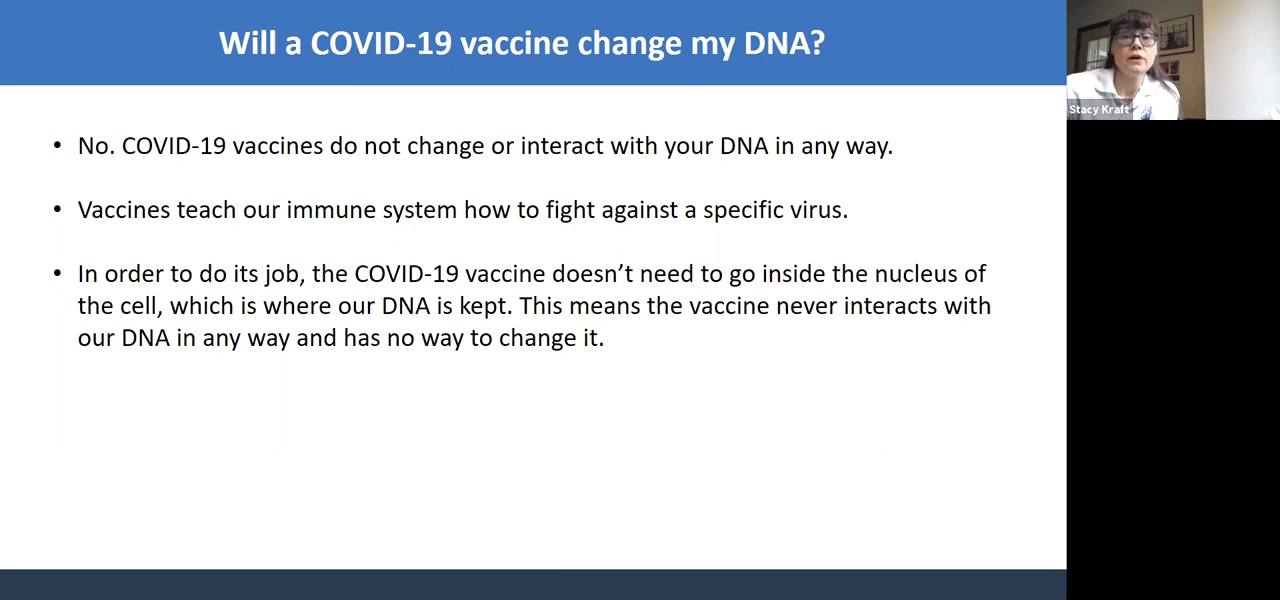 Will a COVID-19 vaccine change my DNA?
Stacy Kraft
• No. COVID-19 vaccines do not change or interact with your DNA in any way.
• Vaccines teach our immune system how to fight against a specific virus.
• In order to do its job, the COVID-19 vaccine doesn’t need to go inside the nucleus of
the cell, which is where our DNA is kept. This means the vaccine never interacts with
our DNA in any way and has no way to change it.